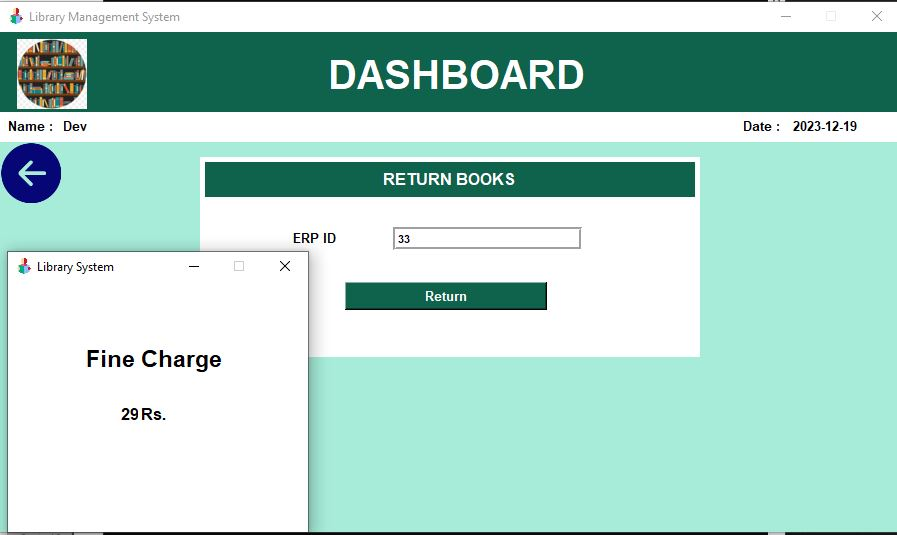 Library Management System
DASHBOARD
Name : Dev
Date : 2023-12-19
RETURN BOOKS
ERP ID 33
Return
Library System
Fine Charge
29 Rs.